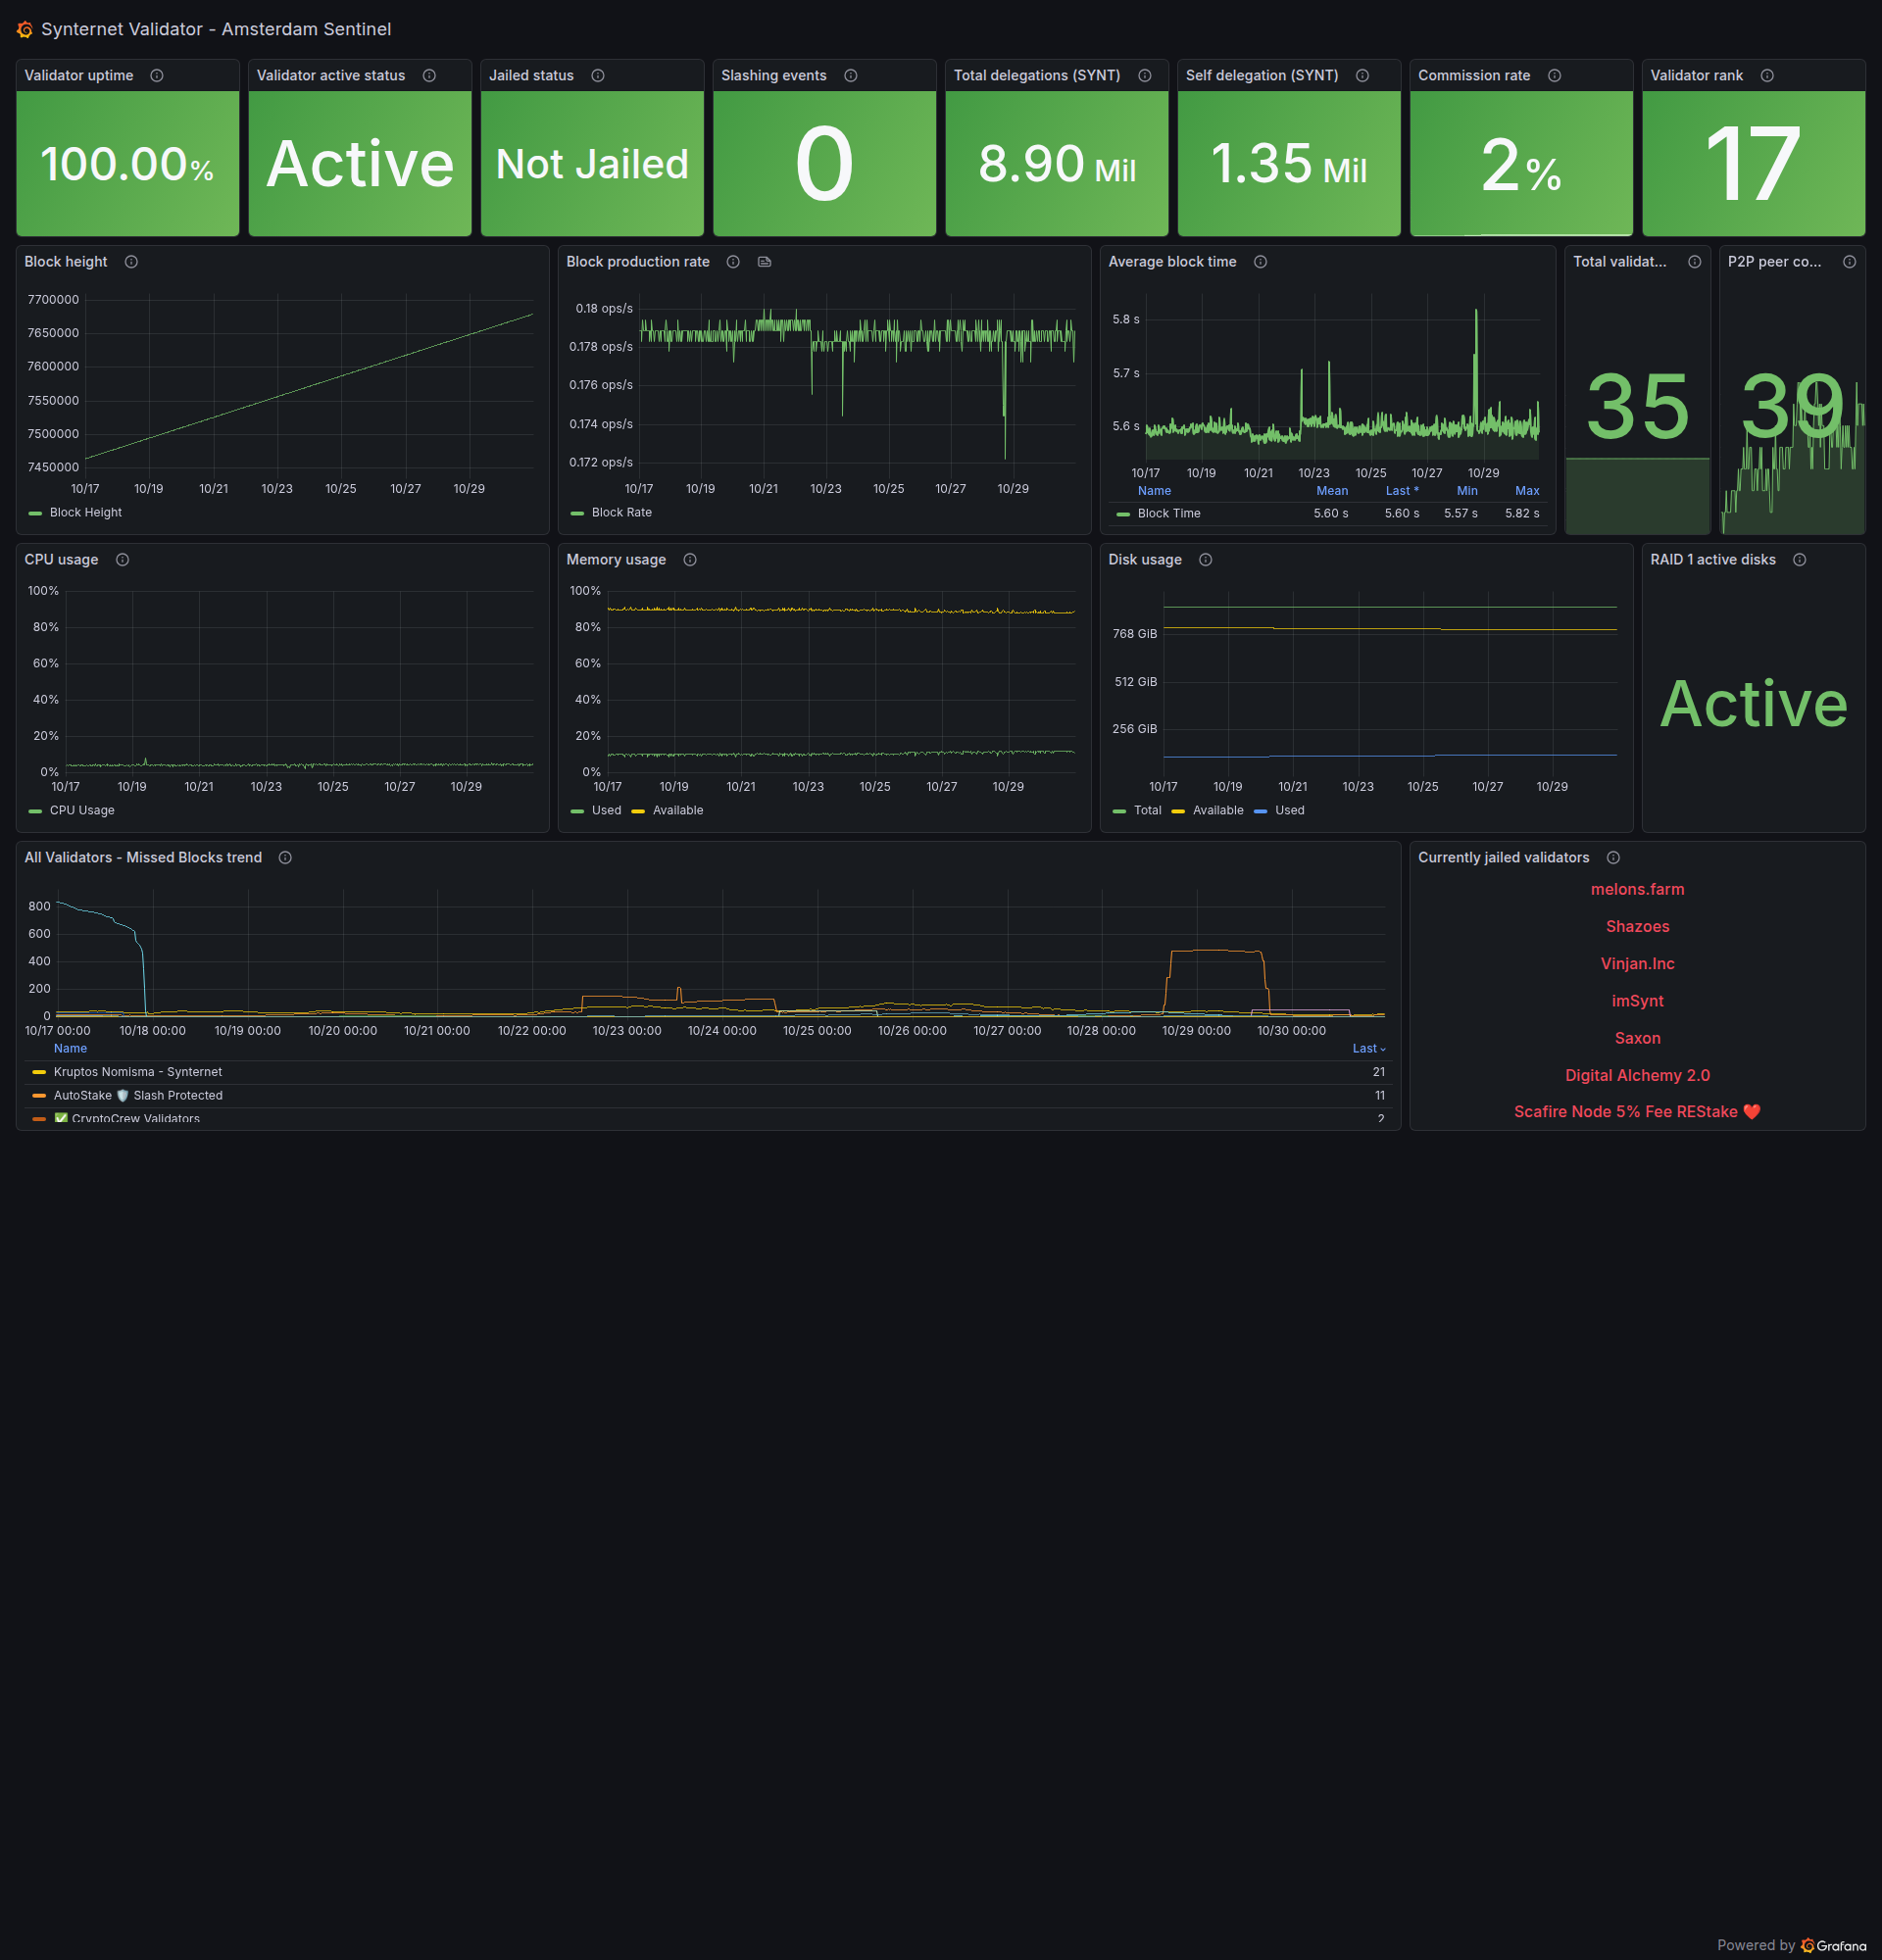 Synternet Validator - Amsterdam Sentinel
Validator uptime
100.00%
Validator active status
Active
Jailed status
Not Jailed
Slashing events
0
Total delegations (SYNT)
8.90 Mil
Self delegation (SYNT)
1.35 Mil
Commission rate
2%
Validator rank
17
Block height
7700000
7650000
7600000
7550000
7500000
7450000
10/17 10/19 10/21 10/23 10/25 10/27 10/29
Block Height
Block production rate
0.18 ops/s
0.178 ops/s
0.176 ops/s
0.174 ops/s
0.172 ops/s
10/17 10/19 10/21 10/23 10/25 10/27 10/29
Block Rate
Average block time
5.8 s
5.7 s
5.6 s
10/17 10/19 10/21 10/23 10/25 10/27 10/29
Name Mean Last * Min Max
Block TIme 5.60 s 5.60 s 5.57 s 5.82 s
Total validat...
35
P2P peer co...
39
CPU usage
100%
80%
60%
40%
20%
0%
10/17 10/19 10/21 10/23 10/25 10/27 10/29
CPU Usage
Memory usage
100%
80%
60%
40%
20%
0%
10/17 10/19 10/21 10/23 10/25 10/27 10/29
Used Available
Disk usage
768 GiB
512 GiB
256 GiB
10/17 10/19 10/21 10/23 10/25 10/27 10/29
Total Available Used
RAID 1 active disks
Active
All Validators - Missed Blocks trend
800
600
400
200
0
10/17 00:00 10/18 00:00 10/19 00:00 10/20 00:00 10/21 00:00 10/22 00:00 10/23 00:00 10/24 00:00 10/25 00:00 10/26 00:00 10/27 00:00 10/28 00:00 10/29 00:00 10/30 00:00
Name Last
Kruptos Nomisma - Synternet 21
AutoStake 🛡️ Slash Protected 11
✅ CryptoCrew Validators 2
Currently jailed validators
melons.farm
Shazoes
Vinjan.Inc
imSynt
Saxon
Digital Alchemy 2.0
Scafire Node 5% Fee REStake ❤️
Powered by Grafana